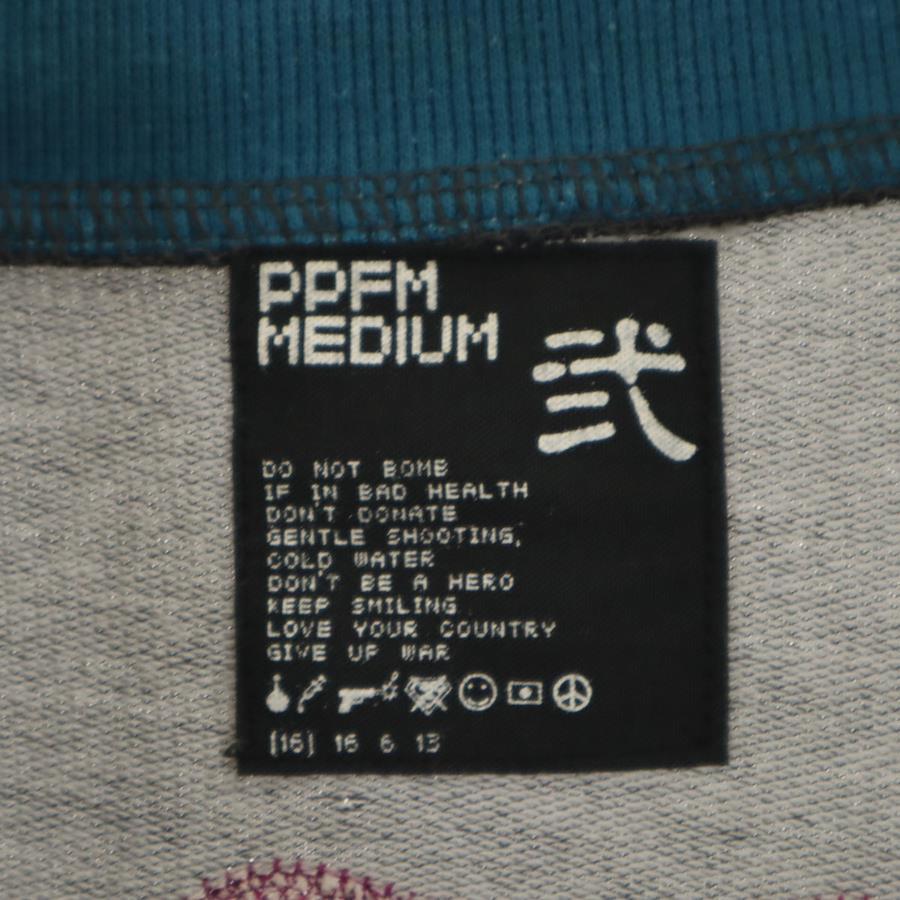 PPFM
MEDIUM
弐
DO NOT BOMB
IF IN BAD HEALTH
DON'T DONATE
GENTLE SHOOTING,
COLD WATER
DON'T BE A HERO
KEEP SMILING
LOVE YOUR COUNTRY
GIVE UP WAR
(16) 16 6 13